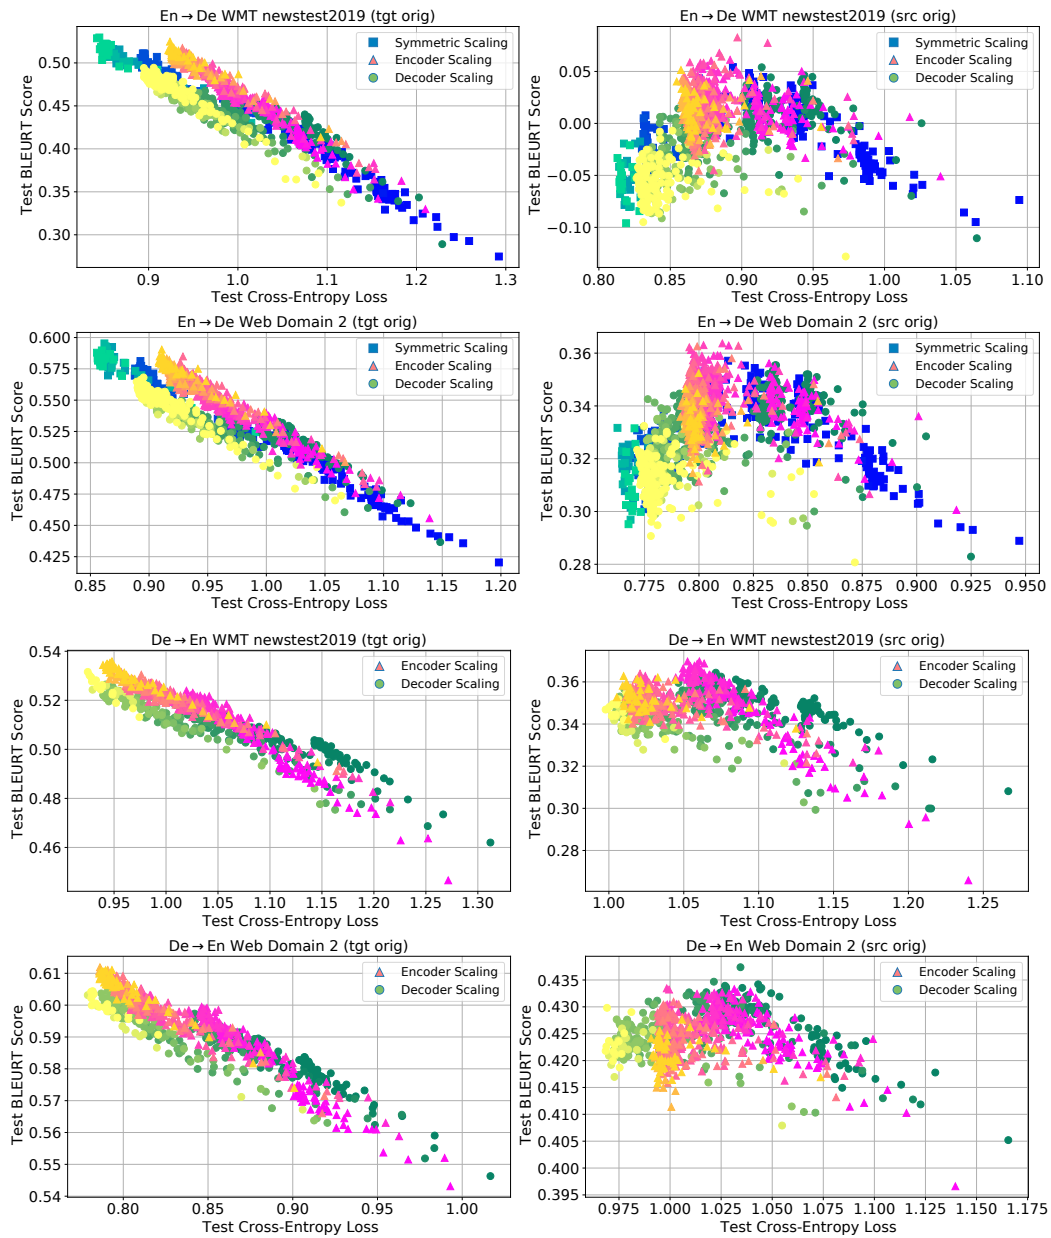 En→De WMT newstest2019 (tgt orig)
Test BLEURT Score
0.50
0.45
0.40
0.35
0.30
Symmetric Scaling
Encoder Scaling
Decoder Scaling
0.9 1.0 1.1 1.2 1.3
Test Cross-Entropy Loss
En→De WMT newstest2019 (src orig)
Test BLEURT Score
0.05
0.00
−0.05
−0.10
Symmetric Scaling
Encoder Scaling
Decoder Scaling
0.80 0.85 0.90 0.95 1.00 1.05 1.10
Test Cross-Entropy Loss
En→De Web Domain 2 (tgt orig)
Test BLEURT Score
0.600
0.575
0.550
0.525
0.500
0.475
0.450
0.425
Symmetric Scaling
Encoder Scaling
Decoder Scaling
0.85 0.90 0.95 1.00 1.05 1.10 1.15 1.20
Test Cross-Entropy Loss
En→De Web Domain 2 (src orig)
Test BLEURT Score
0.36
0.34
0.32
0.30
0.28
Symmetric Scaling
Encoder Scaling
Decoder Scaling
0.775 0.800 0.825 0.850 0.875 0.900 0.925 0.950
Test Cross-Entropy Loss
De→En WMT newstest2019 (tgt orig)
Test BLEURT Score
0.54
0.52
0.50
0.48
0.46
Encoder Scaling
Decoder Scaling
0.95 1.00 1.05 1.10 1.15 1.20 1.25 1.30
Test Cross-Entropy Loss
De→En WMT newstest2019 (src orig)
Test BLEURT Score
0.36
0.34
0.32
0.30
0.28
Encoder Scaling
Decoder Scaling
1.00 1.05 1.10 1.15 1.20 1.25
Test Cross-Entropy Loss
De→En Web Domain 2 (tgt orig)
Test BLEURT Score
0.61
0.60
0.59
0.58
0.57
0.56
0.55
0.54
Encoder Scaling
Decoder Scaling
0.80 0.85 0.90 0.95 1.00
Test Cross-Entropy Loss
De→En Web Domain 2 (src orig)
Test BLEURT Score
0.435
0.430
0.425
0.420
0.415
0.410
0.405
0.400
0.395
Encoder Scaling
Decoder Scaling
0.975 1.000 1.025 1.050 1.075 1.100 1.125 1.150 1.175
Test Cross-Entropy Loss